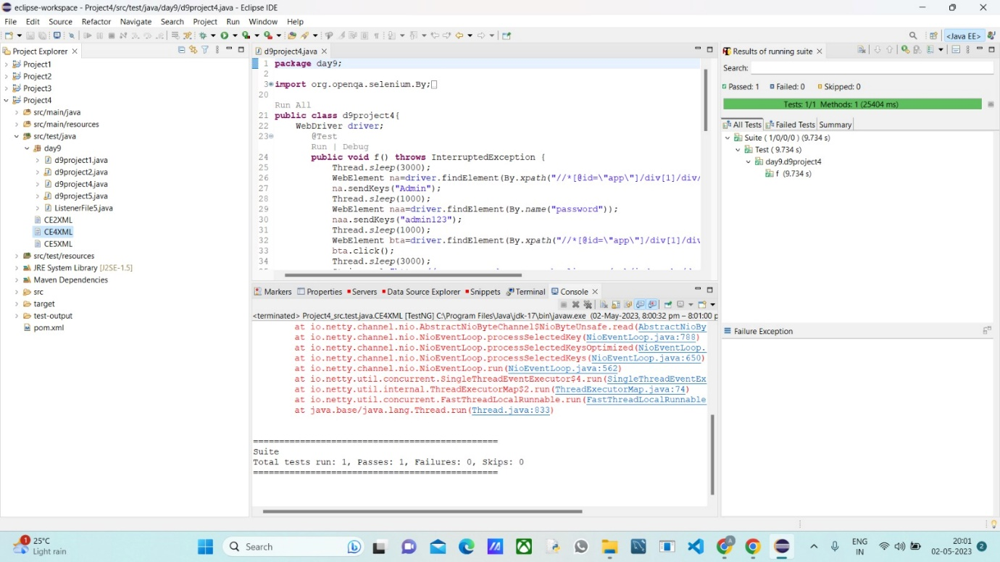 eclipse-workspace - Project4/src/test/java/day9/d9project4.java - Eclipse IDE
File Edit Source Refactor Navigate Search Project Run Window Help
<Java EE>
Project Explorer
Project1
Project2
Project3
Project4
src/main/java
src/main/resources
src/test/java
day9
d9project1.java
d9project2.java
d9project4.java
d9project5.java
ListenerFile5.java
CE2XML
CE4XML
CE5XML
src/test/resources
JRE System Library [J2SE-1.5]
Maven Dependencies
src
target
test-output
pom.xml
d9project4.java
1 package day9;
2
3 import org.openqa.selenium.By;
20
Run All
21 public class d9project4{
22 WebDriver driver;
23 @Test
Run | Debug
24 public void f() throws InterruptedException {
25 Thread.sleep(3000);
26 WebElement na=driver.findElement(By.xpath("//*[@id=\"app\"]/div[1]/div/
27 na.sendKeys("Admin");
28 Thread.sleep(1000);
29 WebElement naa=driver.findElement(By.name("password"));
30 naa.sendKeys("admin123");
31 Thread.sleep(1000);
32 WebElement bta=driver.findElement(By.xpath("//*[@id=\"app\"]/div[1]/div
33 bta.click();
34 Thread.sleep(3000);
Markers Properties Servers Data Source Explorer Snippets Terminal Console
<terminated> Project4_src.test.java.CE4XML [TestNG] C:\Program Files\Java\jdk-17\bin\javaw.exe (02-May-2023, 8:00:32 pm – 8:01:00 p
at io.netty.channel.nio.AbstractNioByteChannel$NioByteUnsafe.read(AbstractNioBy
at io.netty.channel.nio.NioEventLoop.processSelectedKey(NioEventLoop.java:788)
at io.netty.channel.nio.NioEventLoop.processSelectedKeysOptimized(NioEventLoop.
at io.netty.channel.nio.NioEventLoop.processSelectedKeys(NioEventLoop.java:650)
at io.netty.channel.nio.NioEventLoop.run(NioEventLoop.java:562)
at io.netty.util.concurrent.SingleThreadEventExecutor$4.run(SingleThreadEventEx
at io.netty.util.internal.ThreadExecutorMap$2.run(ThreadExecutorMap.java:74)
at io.netty.util.concurrent.FastThreadLocalRunnable.run(FastThreadLocalRunnable
at java.base/java.lang.Thread.run(Thread.java:833)
===============================================
Suite
Total tests run: 1, Passes: 1, Failures: 0, Skips: 0
===============================================
Results of running suite
Search:
Passed: 1 Failed: 0 Skipped: 0
Tests: 1/1 Methods: 1 (25404 ms)
All Tests Failed Tests Summary
Suite ( 1/0/0/0 ) (9.734 s)
Test ( 9.734 s)
day9.d9project4
f (9.734 s)
Failure Exception
1
25°C
Light rain
Search
A
ENG
IN
20:01
02-05-2023
2